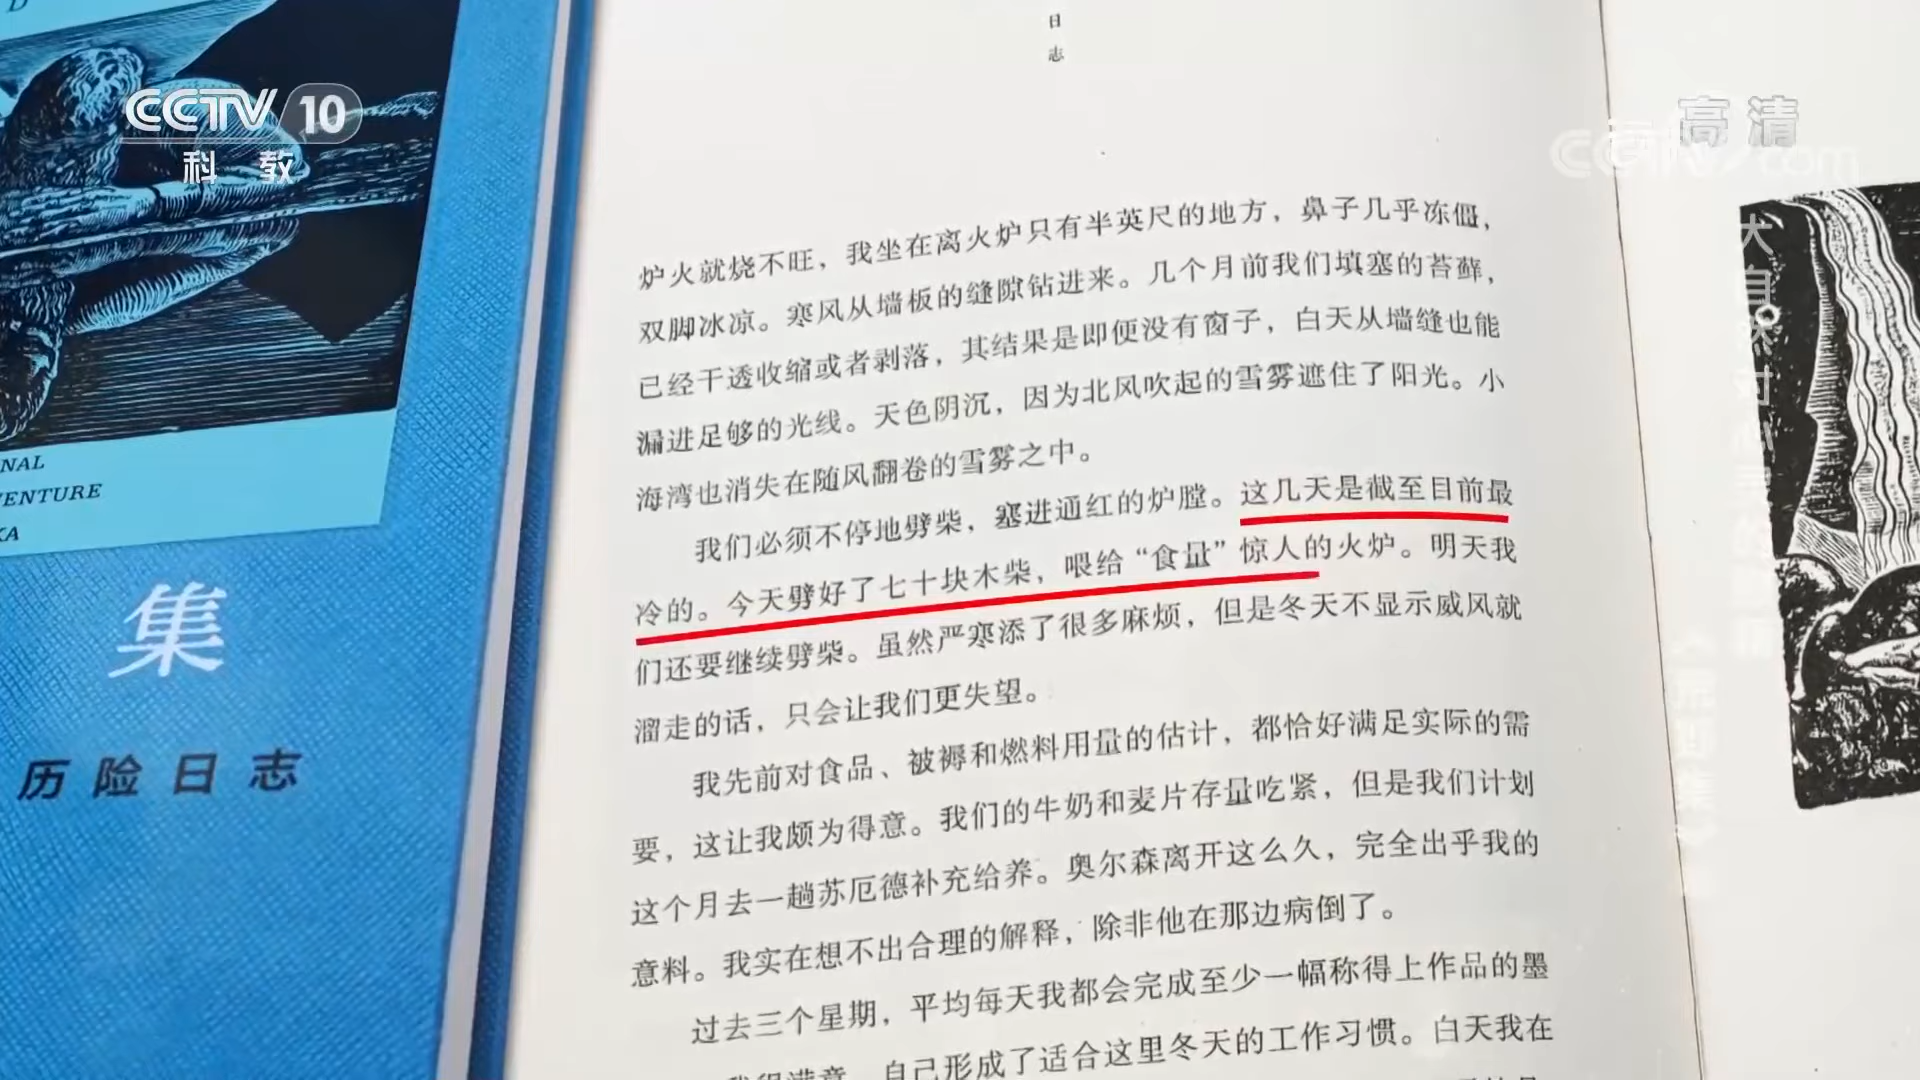 CCTV 10
科教
高清
CCTV.com
NAL
VENTURE
KA
集
历险日志
日
志
炉火就烧不旺，我坐在离火炉只有半英尺的地方，鼻子几乎冻僵，
双脚冰凉。寒风从墙板的缝隙钻进来。几个月前我们填塞的苔藓，
已经干透收缩或者剥落，其结果是即便没有窗子，白天从墙缝也能
漏进足够的光线。天色阴沉，因为北风吹起的雪雾遮住了阳光。小
海湾也消失在随风翻卷的雪雾之中。
我们必须不停地劈柴，塞进通红的炉膛。这几天是截至目前最
冷的。今天劈好了七十块木柴，喂给“食量”惊人的火炉。明天我
们还要继续劈柴。虽然严寒添了很多麻烦，但是冬天不显示威风就
溜走的话，只会让我们更失望。
我先前对食品、被褥和燃料用量的估计，都恰好满足实际的需
要，这让我颇为得意。我们的牛奶和麦片存量吃紧，但是我们计划
这个月去一趟苏厄德补充给养。奥尔森离开这么久，完全出乎我的
意料。我实在想不出合理的解释，除非他在那边病倒了。
过去三个星期，平均每天我都会完成至少一幅称得上作品的墨
自己形成了适合这里冬天的工作习惯。白天我在